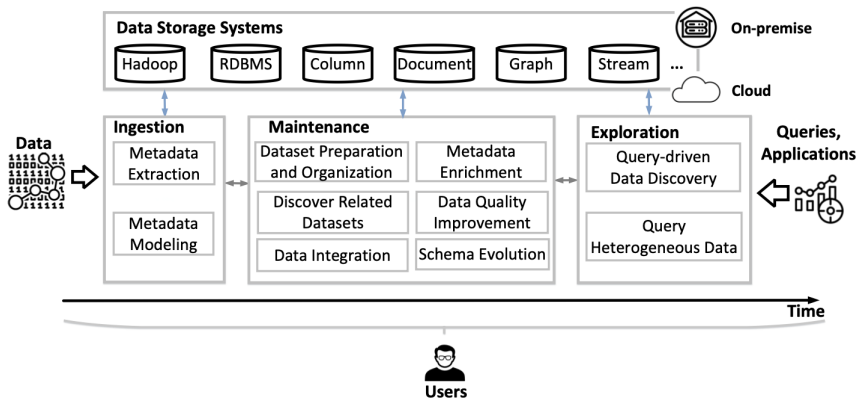 Data Storage Systems
Hadoop
RDBMS
Column
Document
Graph
Stream
...
On-premise
Cloud
Data
Ingestion
Metadata
Extraction
Metadata
Modeling
Maintenance
Dataset Preparation
and Organization
Metadata
Enrichment
Discover Related
Datasets
Data Quality
Improvement
Data Integration
Schema Evolution
Exploration
Query-driven
Data Discovery
Query
Heterogeneous Data
Queries,
Applications
Time
Users